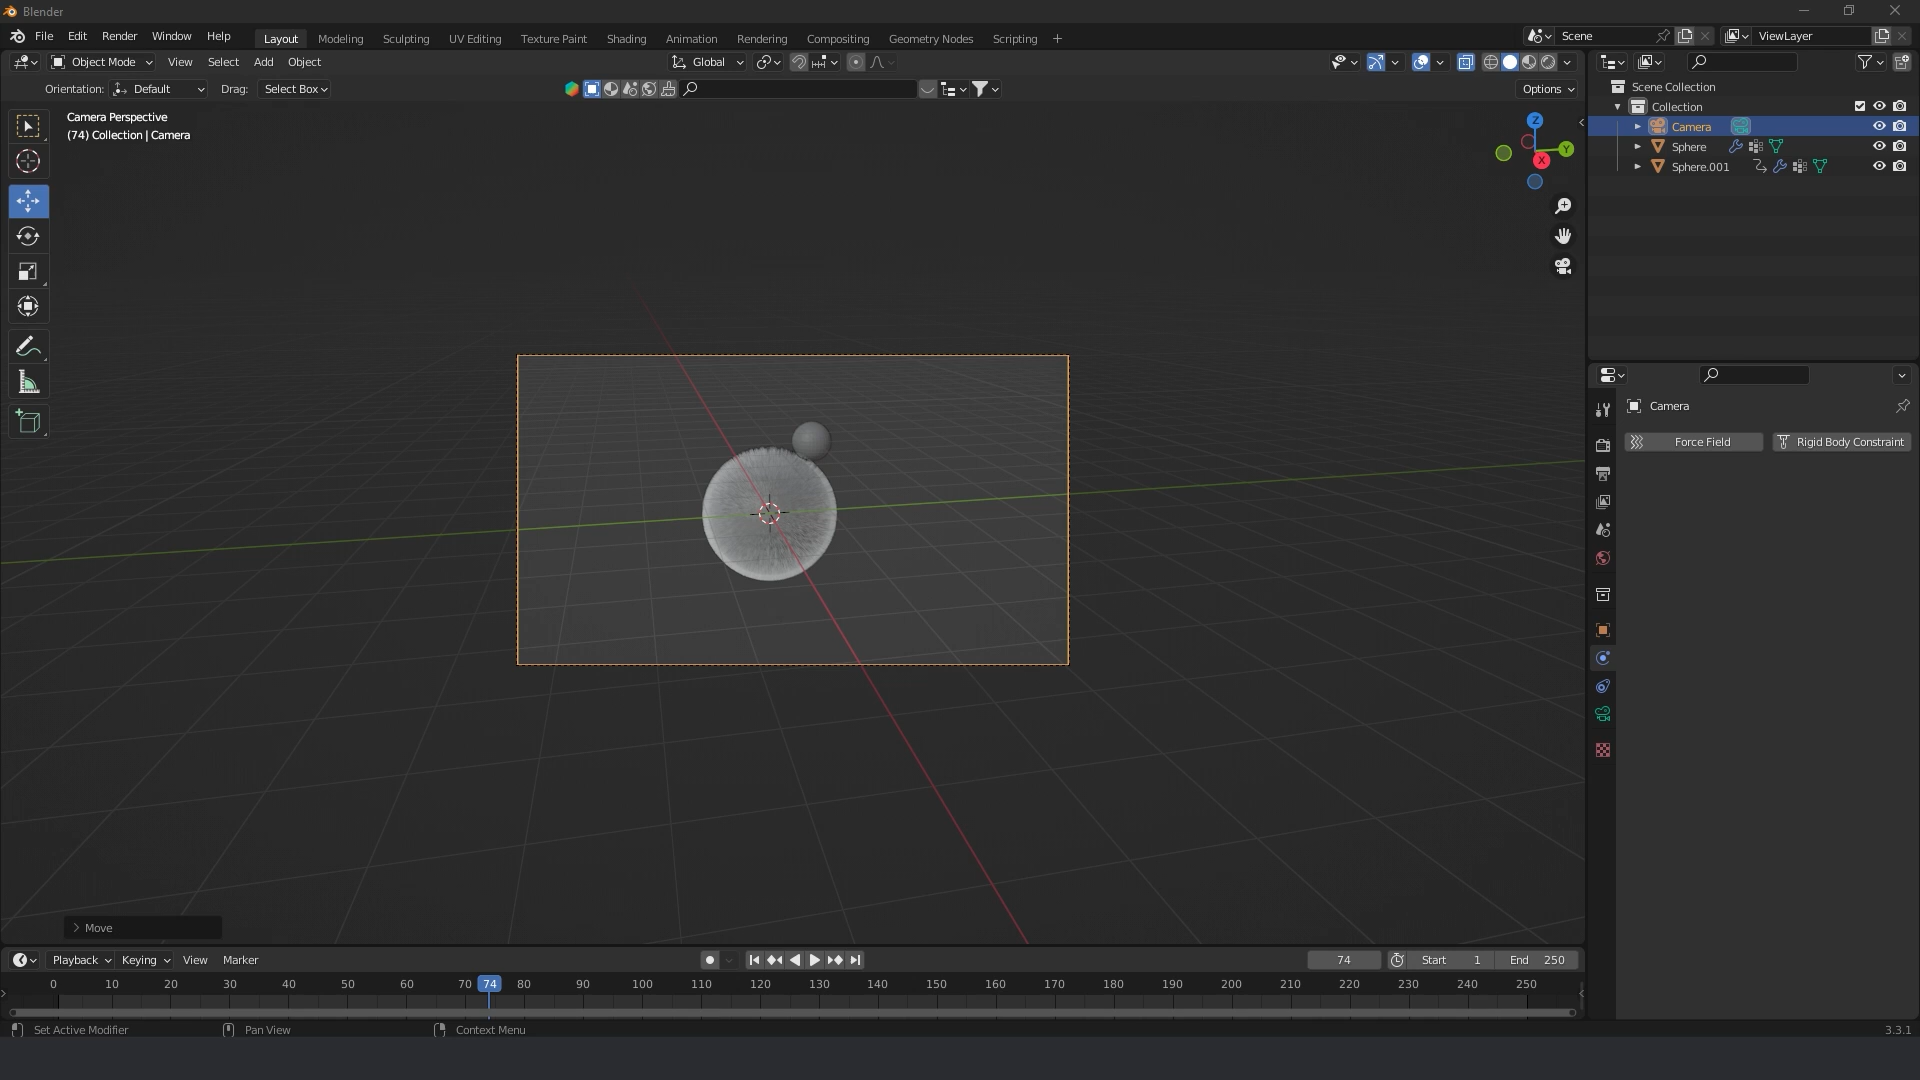 Blender
File Edit Render Window Help Layout Modeling Sculpting UV Editing Texture Paint Shading Animation Rendering Compositing Geometry Nodes Scripting + Scene ViewLayer
Object Mode View Select Add Object Global
Orientation: Default Drag: Select Box Options
Camera Perspective
(74) Collection | Camera
Z
Y
X
Scene Collection
Collection
Camera
Sphere
Sphere.001
Camera
Force Field Rigid Body Constraint
Move
Playback Keying View Marker 74 Start 1 End 250
0 10 20 30 40 50 60 70 74 80 90 100 110 120 130 140 150 160 170 180 190 200 210 220 230 240 250
Set Active Modifier Pan View Context Menu 3.3.1